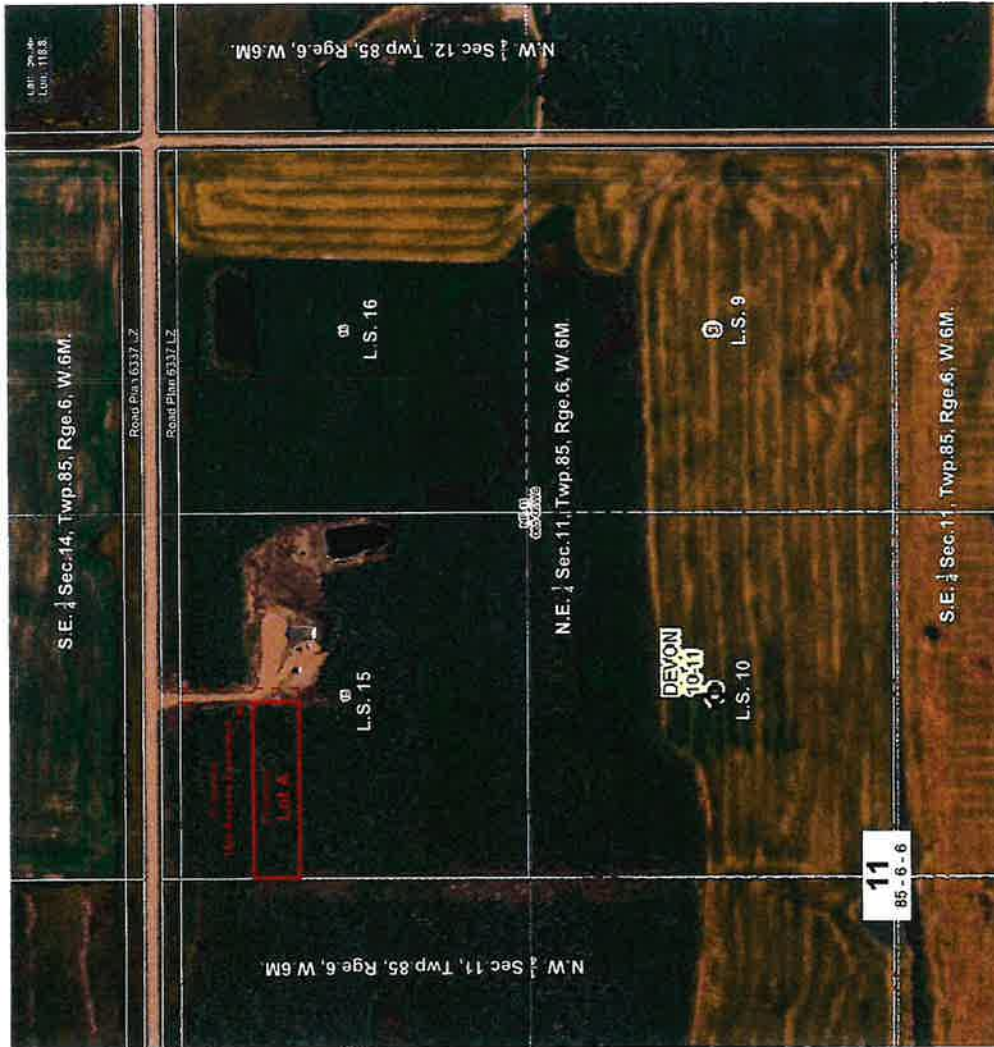 S.E. ¼ Sec.14, Twp.85, Rge.6, W.6M.
N.W. ¼ Sec.12, Twp.85, Rge.6, W.6M.
Road Plan 6337 LZ
Road Plan 6337 LZ
L.S. 16
L.S. 15
Lot A
N.E. ¼ Sec.11, Twp.85, Rge.6, W.6M.
N.W. ¼ Sec.11, Twp.85, Rge.6, W.6M.
DEVON
10-11
L.S. 10
9
L.S. 9
11
85-6-6
S.E. ¼ Sec.11, Twp.85, Rge.6, W.6M.